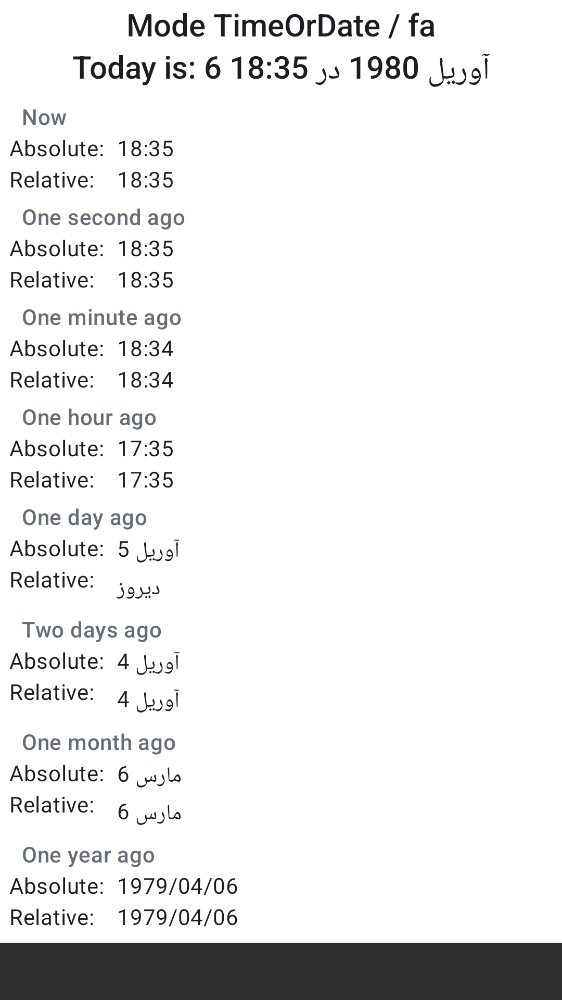 Mode TimeOrDate / fa
Today is: 6 آوریل 1980 در 18:35
Now
Absolute: 18:35
Relative: 18:35
One second ago
Absolute: 18:35
Relative: 18:35
One minute ago
Absolute: 18:34
Relative: 18:34
One hour ago
Absolute: 17:35
Relative: 17:35
One day ago
Absolute: 5 آوریل
Relative: دیروز
Two days ago
Absolute: 4 آوریل
Relative: 4 آوریل
One month ago
Absolute: 6 مارس
Relative: 6 مارس
One year ago
Absolute: 1979/04/06
Relative: 1979/04/06